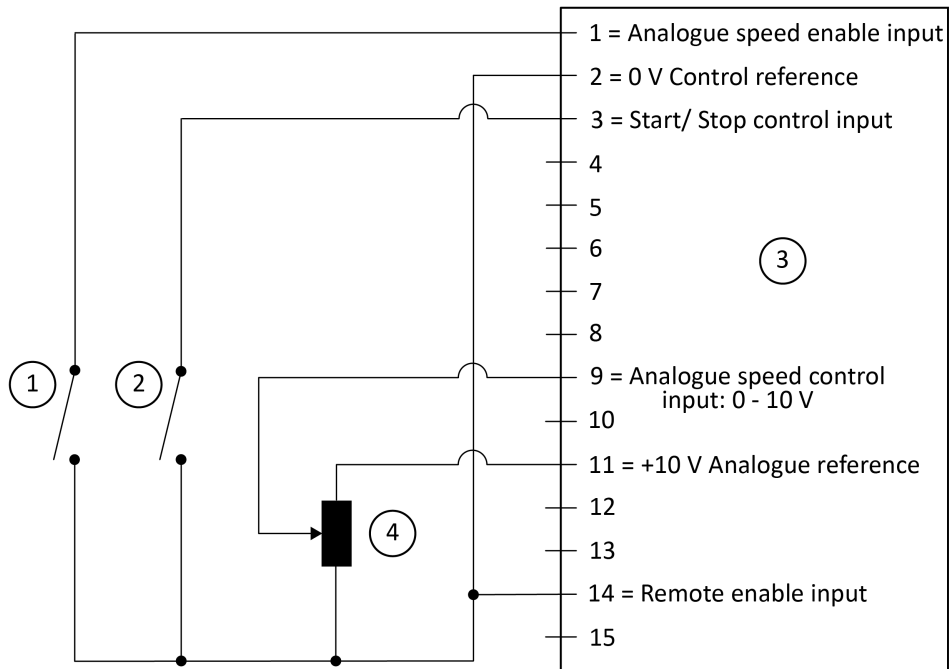 1 = Analogue speed enable input
2 = 0 V Control reference
3 = Start/ Stop control input
4
5
6
3
7
8
1
2
9 = Analogue speed control
input: 0 - 10 V
10
11 = +10 V Analogue reference
12
4
13
14 = Remote enable input
15